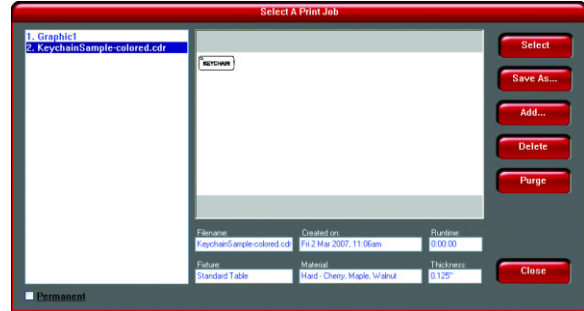 Select A Print Job
1. Graphic1
2. KeychainSample-colored.cdr
KEYCHAIN
Select
Save As...
Add...
Delete
Purge
Filename:
Created on:
Runtime:
KeychainSample-colored.cdr
Fri 2 Mar 2007, 11:06am
0:00:00
Fixture:
Material:
Thickness:
Standard Table
Hard - Cherry, Maple, Walnut
0.125"
Close
Permanent